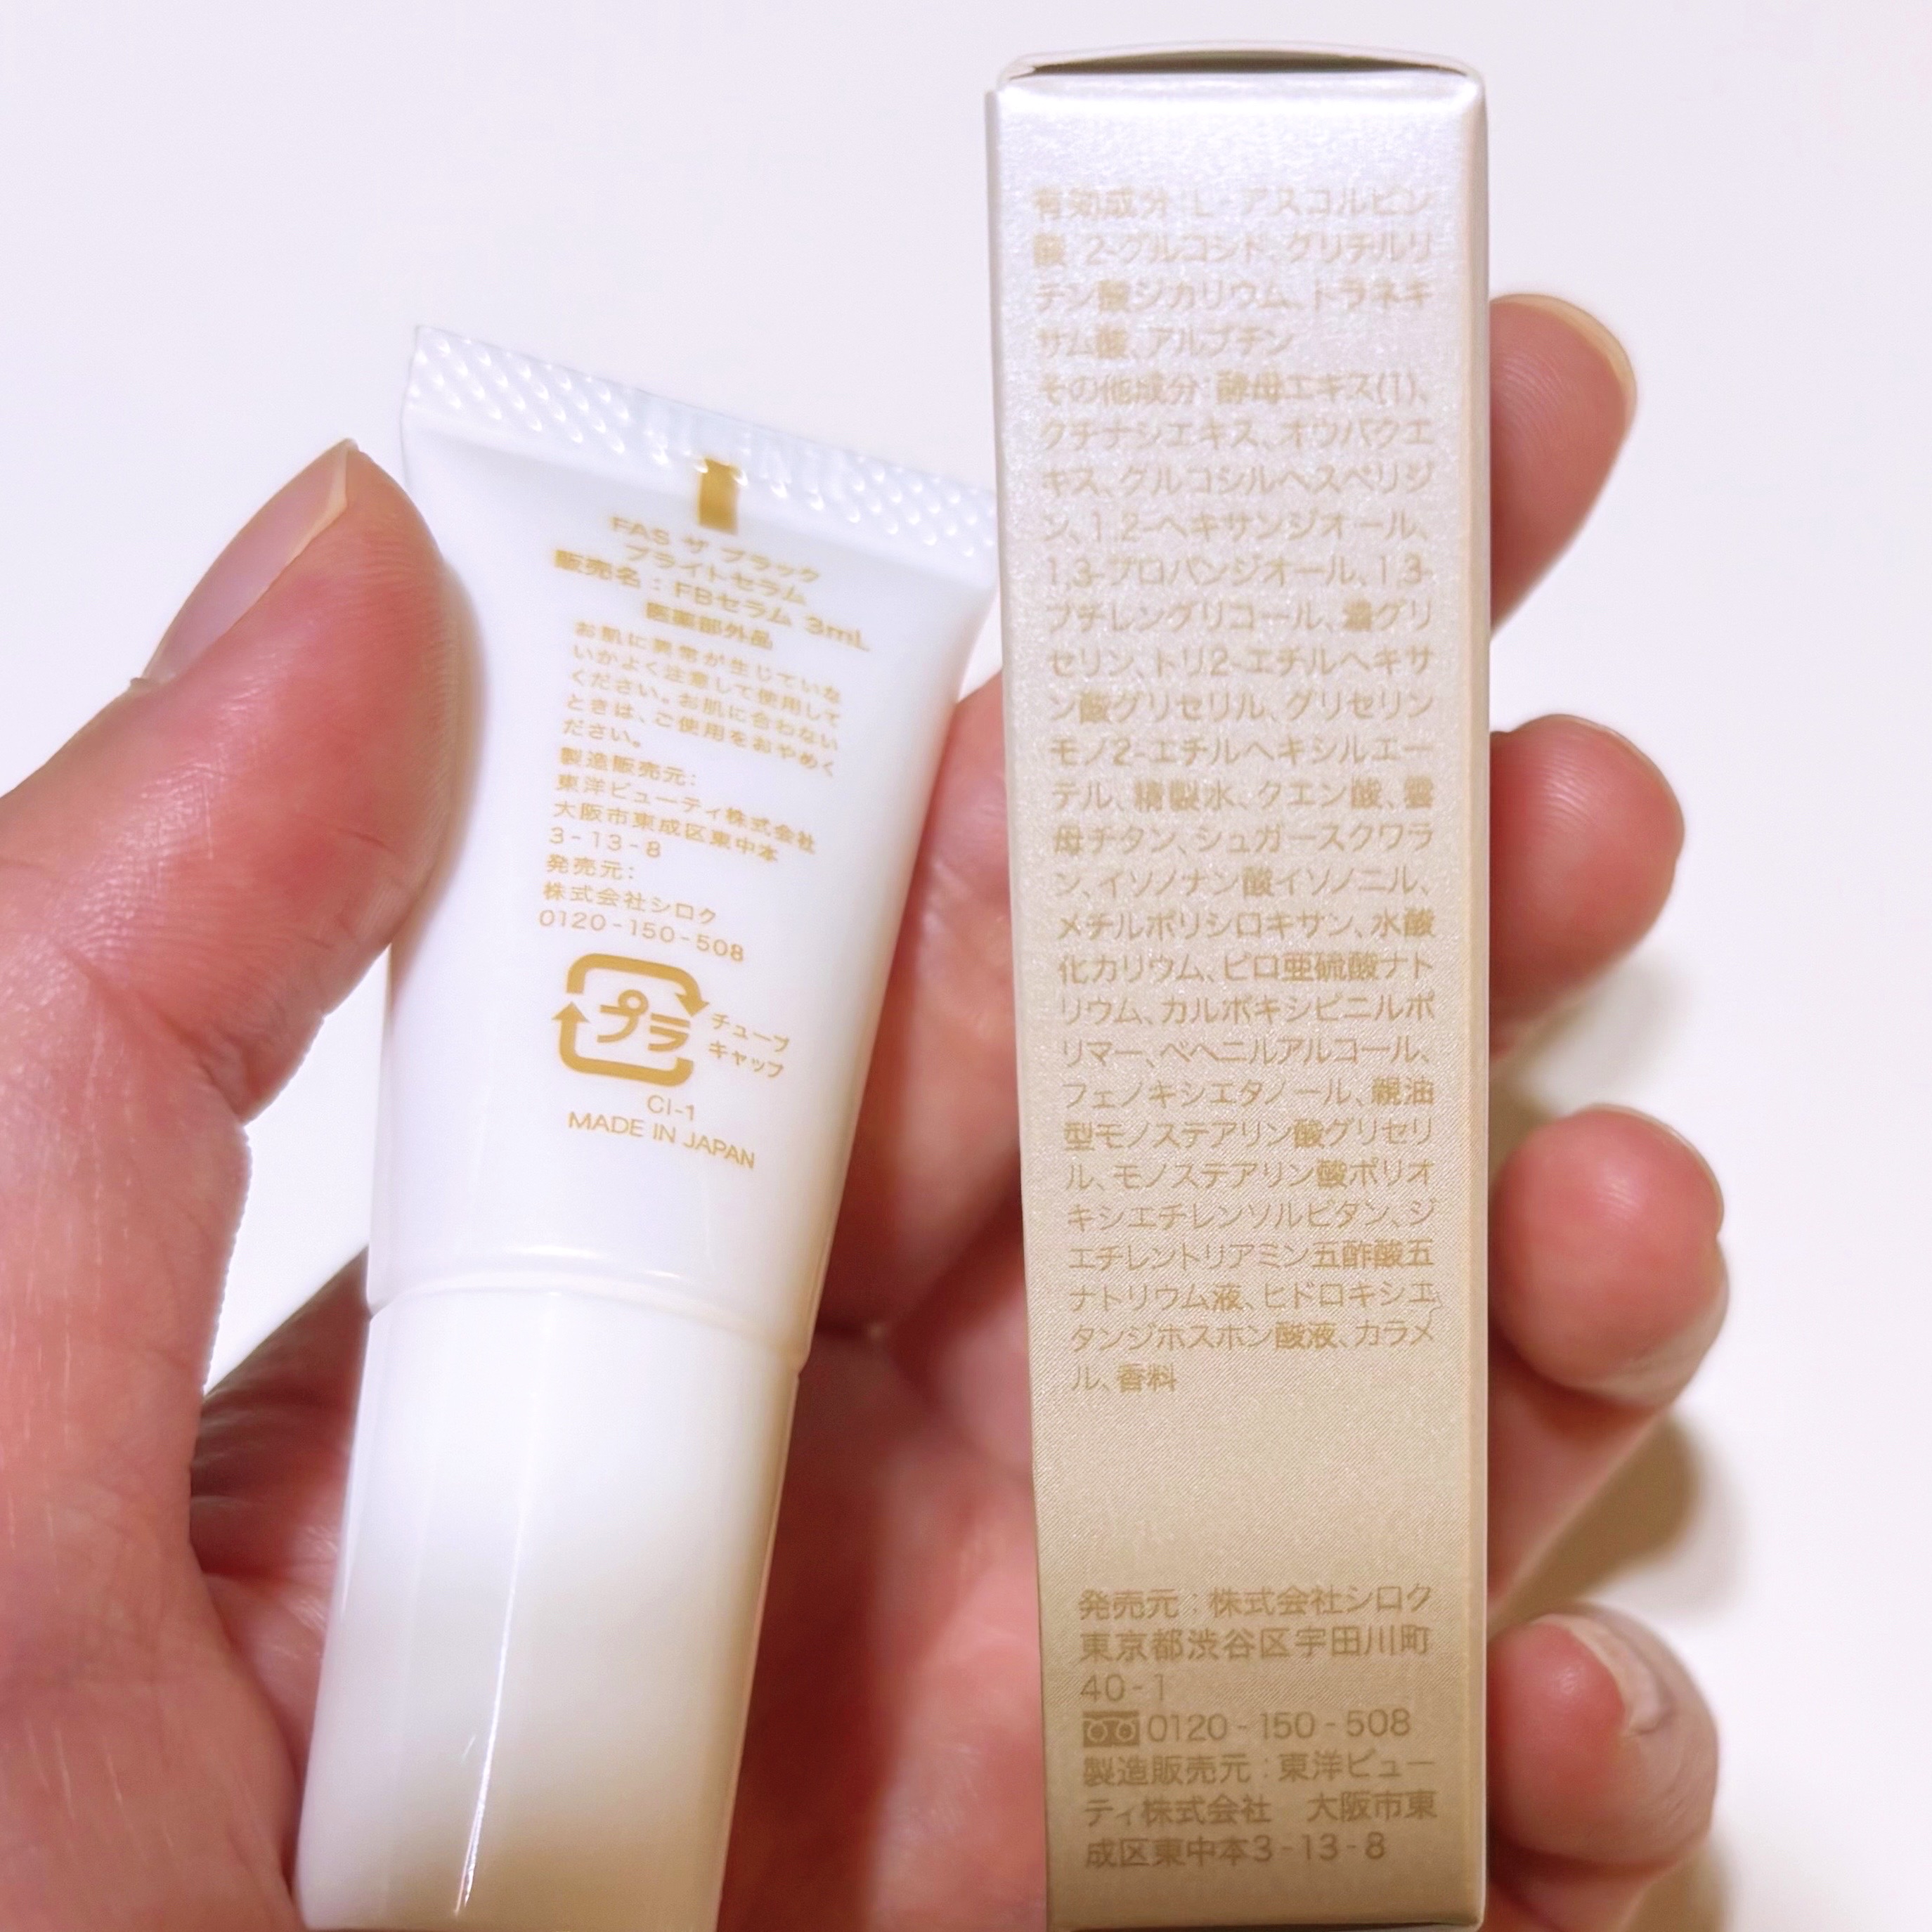 FAS ザ ブラック
ブライトセラム
販売名：FBセラム 3mL
医薬部外品
お肌に異常が生じていな
いかよく注意して使用して
ください。お肌に合わない
ときは、ご使用をおやめく
ださい。
製造販売元:
東洋ビューティ株式会社
大阪市東成区東中本
3-13-8
発売元:
株式会社シロク
0120-150-508
プラ
チューブ
キャップ
CI-1
MADE IN JAPAN
有効成分:L-アスコルビン
酸 2-グルコシド、グリチルリ
チン酸ジカリウム、トラネキ
サム酸、アルブチン
その他成分:酵母エキス(1)、
クチナシエキス、オウバクエ
キス、グルコシルヘスペリジ
ン、1,2-ヘキサンジオール、
1,3-プロパンジオール、1,3-
ブチレングリコール、濃グリ
セリン、トリ2-エチルヘキサ
ン酸グリセリル、グリセリン
モノ2-エチルヘキシルエー
テル、精製水、クエン酸、雲
母チタン、シュガースクワラ
ン、イソノナン酸イソノニル、
メチルポリシロキサン、水酸
化カリウム、ピロ亜硫酸ナト
リウム、カルボキシビニルポ
リマー、ベヘニルアルコール、
フェノキシエタノール、親油
型モノステアリン酸グリセリ
ル、モノステアリン酸ポリオ
キシエチレンソルビタン、ジ
エチレントリアミン五酢酸五
ナトリウム液、ヒドロキシエ
タンジホスホン酸液、カラメ
ル、香料
発売元：株式会社シロク
東京都渋谷区宇田川町
40-1
0120-150-508
製造販売元：東洋ビュー
ティ株式会社　大阪市東
成区東中本3-13-8